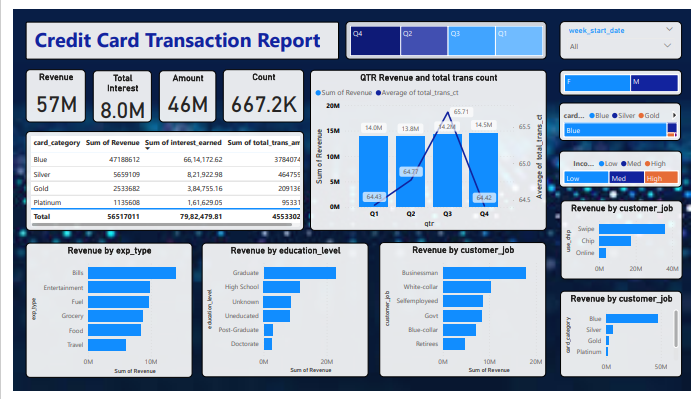 Credit Card Transaction Report
Q4 Q2 Q3 Q1
week_start_date
All
Revenue
57M
Total Interest
8.0M
Amount
46M
Count
667.2K
F M
card... Blue Silver Gold
Blue
Inco... Low Med High
Low Med High
card_category Sum of Revenue Sum of interest_earned Sum of total_trans_am
Blue 47188612 66,14,172.62 3784074
Silver 5659109 8,21,922.98 464755
Gold 2533682 3,84,755.16 209136
Platinum 1135608 1,61,629.05 95331
Total 56517011 79,82,479.81 4553302
QTR Revenue and total trans count
Sum of Revenue Average of total_trans_ct
Sum of Revenue
20M
15M
10M
5M
0M
14.0M 13.8M 14.2M 14.5M
64.43 64.77 65.71 64.42
Q1 Q2 Q3 Q4
qtr
65.5
65.0
64.5
Average of total_trans_ct
Revenue by customer_job
use_chip
Swipe
Chip
Online
0M 20M 40M
Revenue by exp_type
exp_type
Bills
Entertainment
Fuel
Grocery
Food
Travel
0M 10M
Sum of Revenue
Revenue by education_level
education_level
Graduate
High School
Unknown
Uneducated
Post-Graduate
Doctorate
0M 20M
Sum of Revenue
Revenue by customer_job
customer_job
Businessman
White-collar
Selfemployeed
Govt
Blue-collar
Retirees
0M 10M 20M
Sum of Revenue
Revenue by customer_job
card_category
Blue
Silver
Gold
Platinum
0M 50M